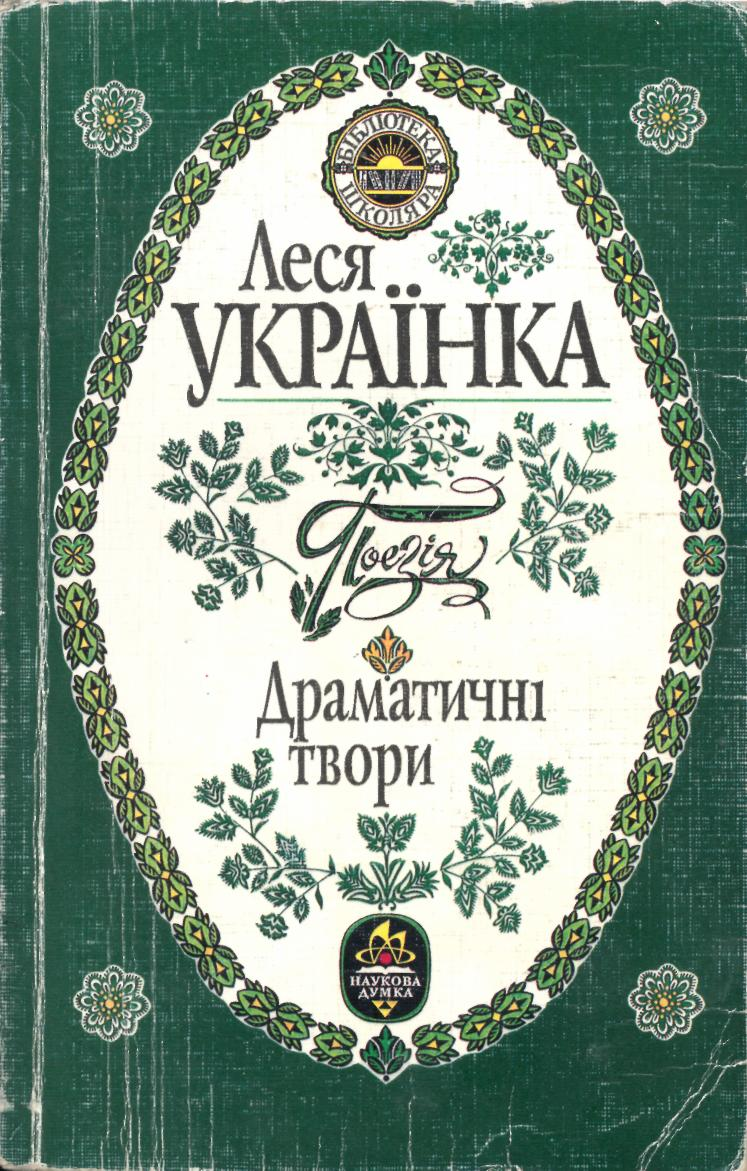 БІБЛІОТЕКА
ШКОЛЯРА
Леся
УКРАЇНКА
Поезія
Драматичні
твори
НАУКОВА
ДУМКА